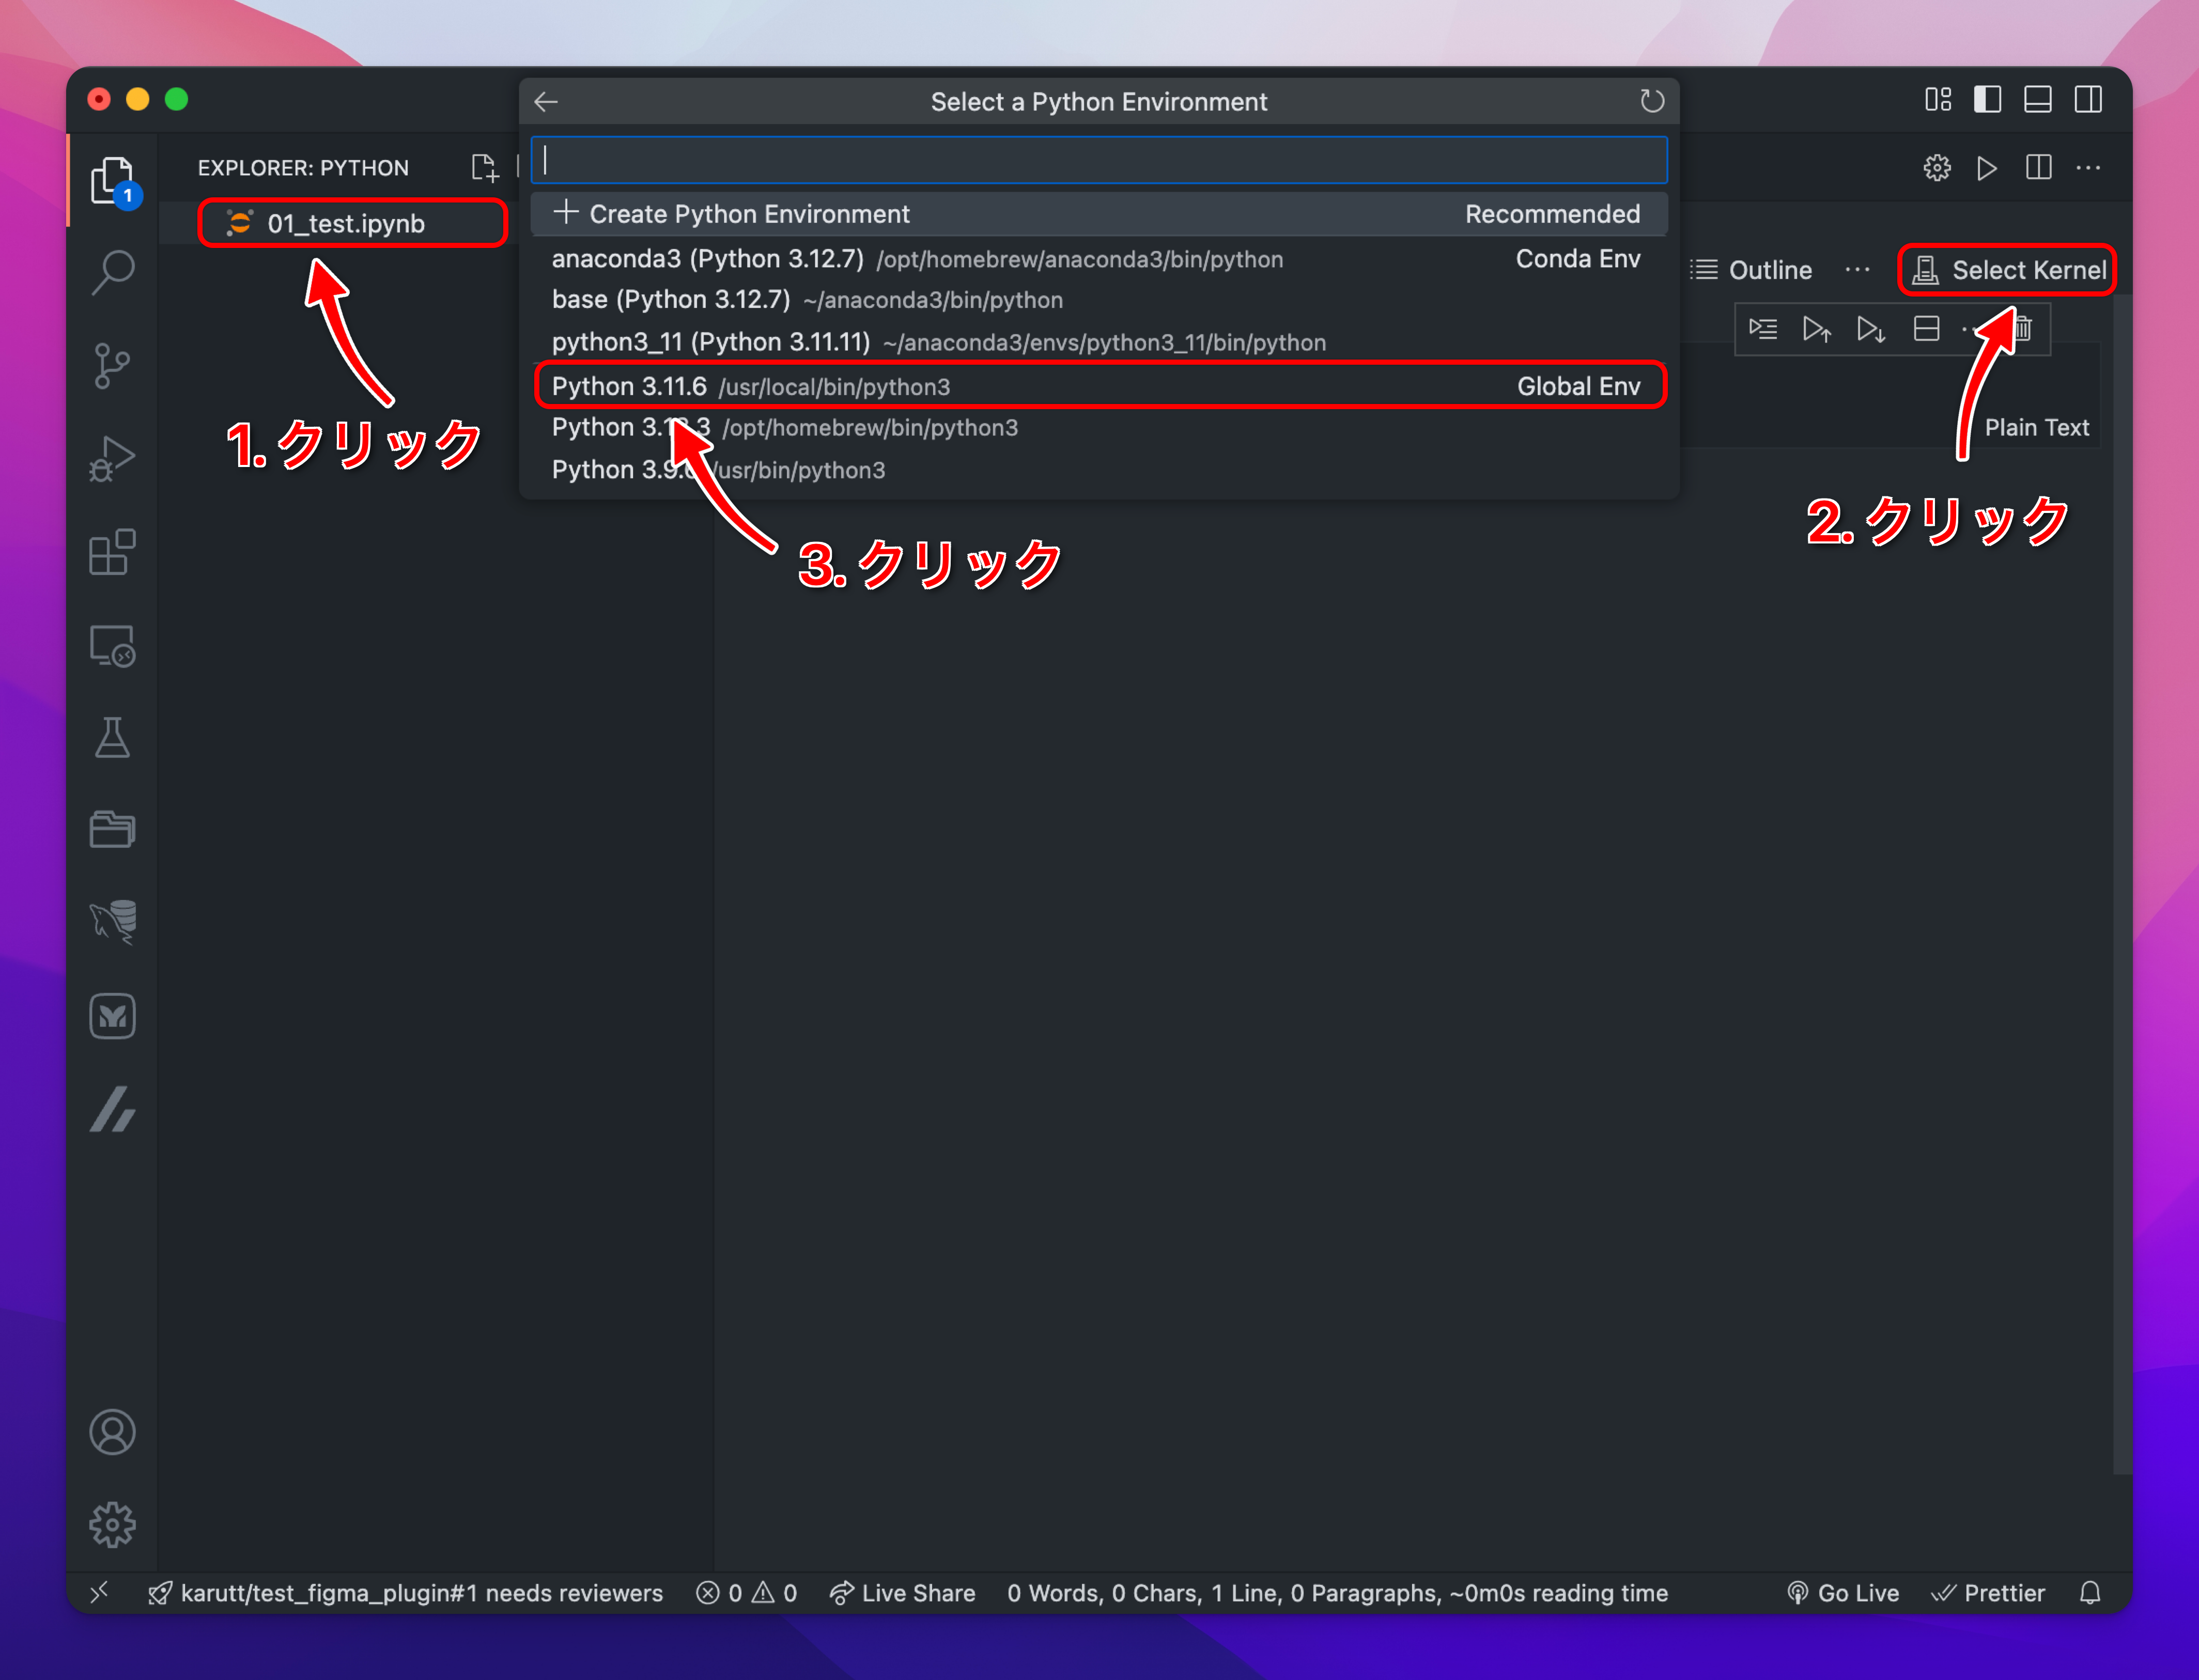 Select a Python Environment
EXPLORER: PYTHON
1
01_test.ipynb
Create Python Environment Recommended
anaconda3 (Python 3.12.7) /opt/homebrew/anaconda3/bin/python Conda Env
base (Python 3.12.7) ~/anaconda3/bin/python
python3_11 (Python 3.11.11) ~/anaconda3/envs/python3_11/bin/python
Python 3.11.6 /usr/local/bin/python3 Global Env
Python /opt/homebrew/bin/python3
Python 3.9.6 /usr/bin/python3
Outline
Select Kernel
Plain Text
1. クリック
2. クリック
3. クリック
karutt/test_figma_plugin#1 needs reviewers 0 0 Live Share 0 Words, 0 Chars, 1 Line, 0 Paragraphs, ~0m0s reading time Go Live Prettier